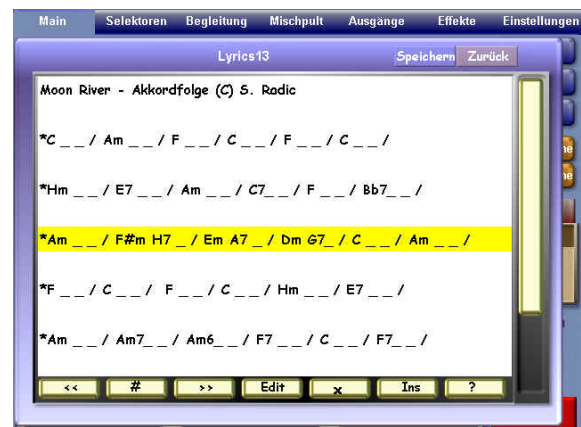 Main Selektoren Begleitung Mischpult Ausgänge Effekte Einstellungen
Lyrics13 Speichern Zurück
Moon River - Akkordfolge (C) S. Radic
*C _ _ / Am _ _ / F _ _ / C _ _ / F _ _ / C _ _ /
*Hm _ _ / E7 _ _ / Am _ _ / C7_ _ / F _ _ / Bb7_ _ /
*Am _ _ / F#m H7 _ / Em A7 _ / Dm G7_ / C _ _ / Am _ _ /
*F _ _ / C _ _ / F _ _ / C _ _ / Hm _ _ / E7 _ _ /
*Am _ _ / Am7_ _ / Am6_ _ / F7 _ _ / C _ _ / F7_ _ /
<< # >> Edit x Ins ?